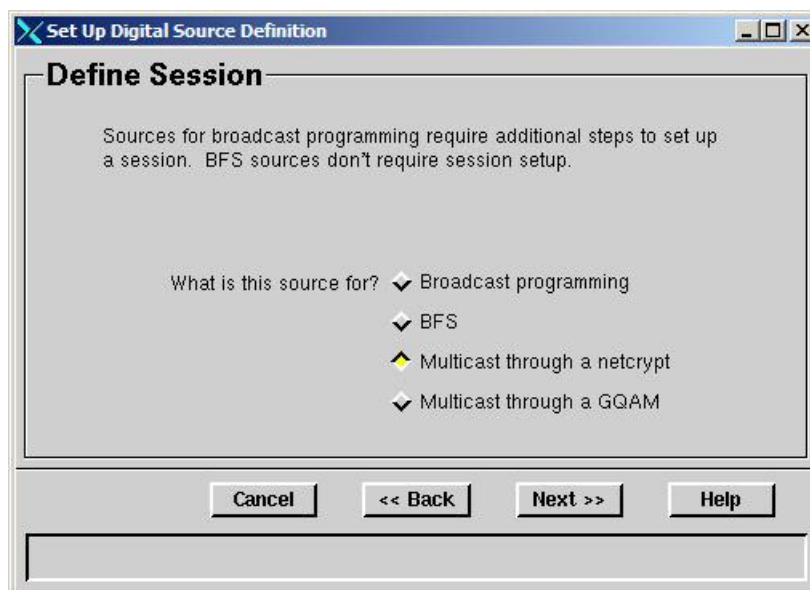 Set Up Digital Source Definition
Define Session
Sources for broadcast programming require additional steps to set up
a session. BFS sources don't require session setup.
What is this source for? Broadcast programming
BFS
Multicast through a netcrypt
Multicast through a GQAM
Cancel << Back Next >> Help